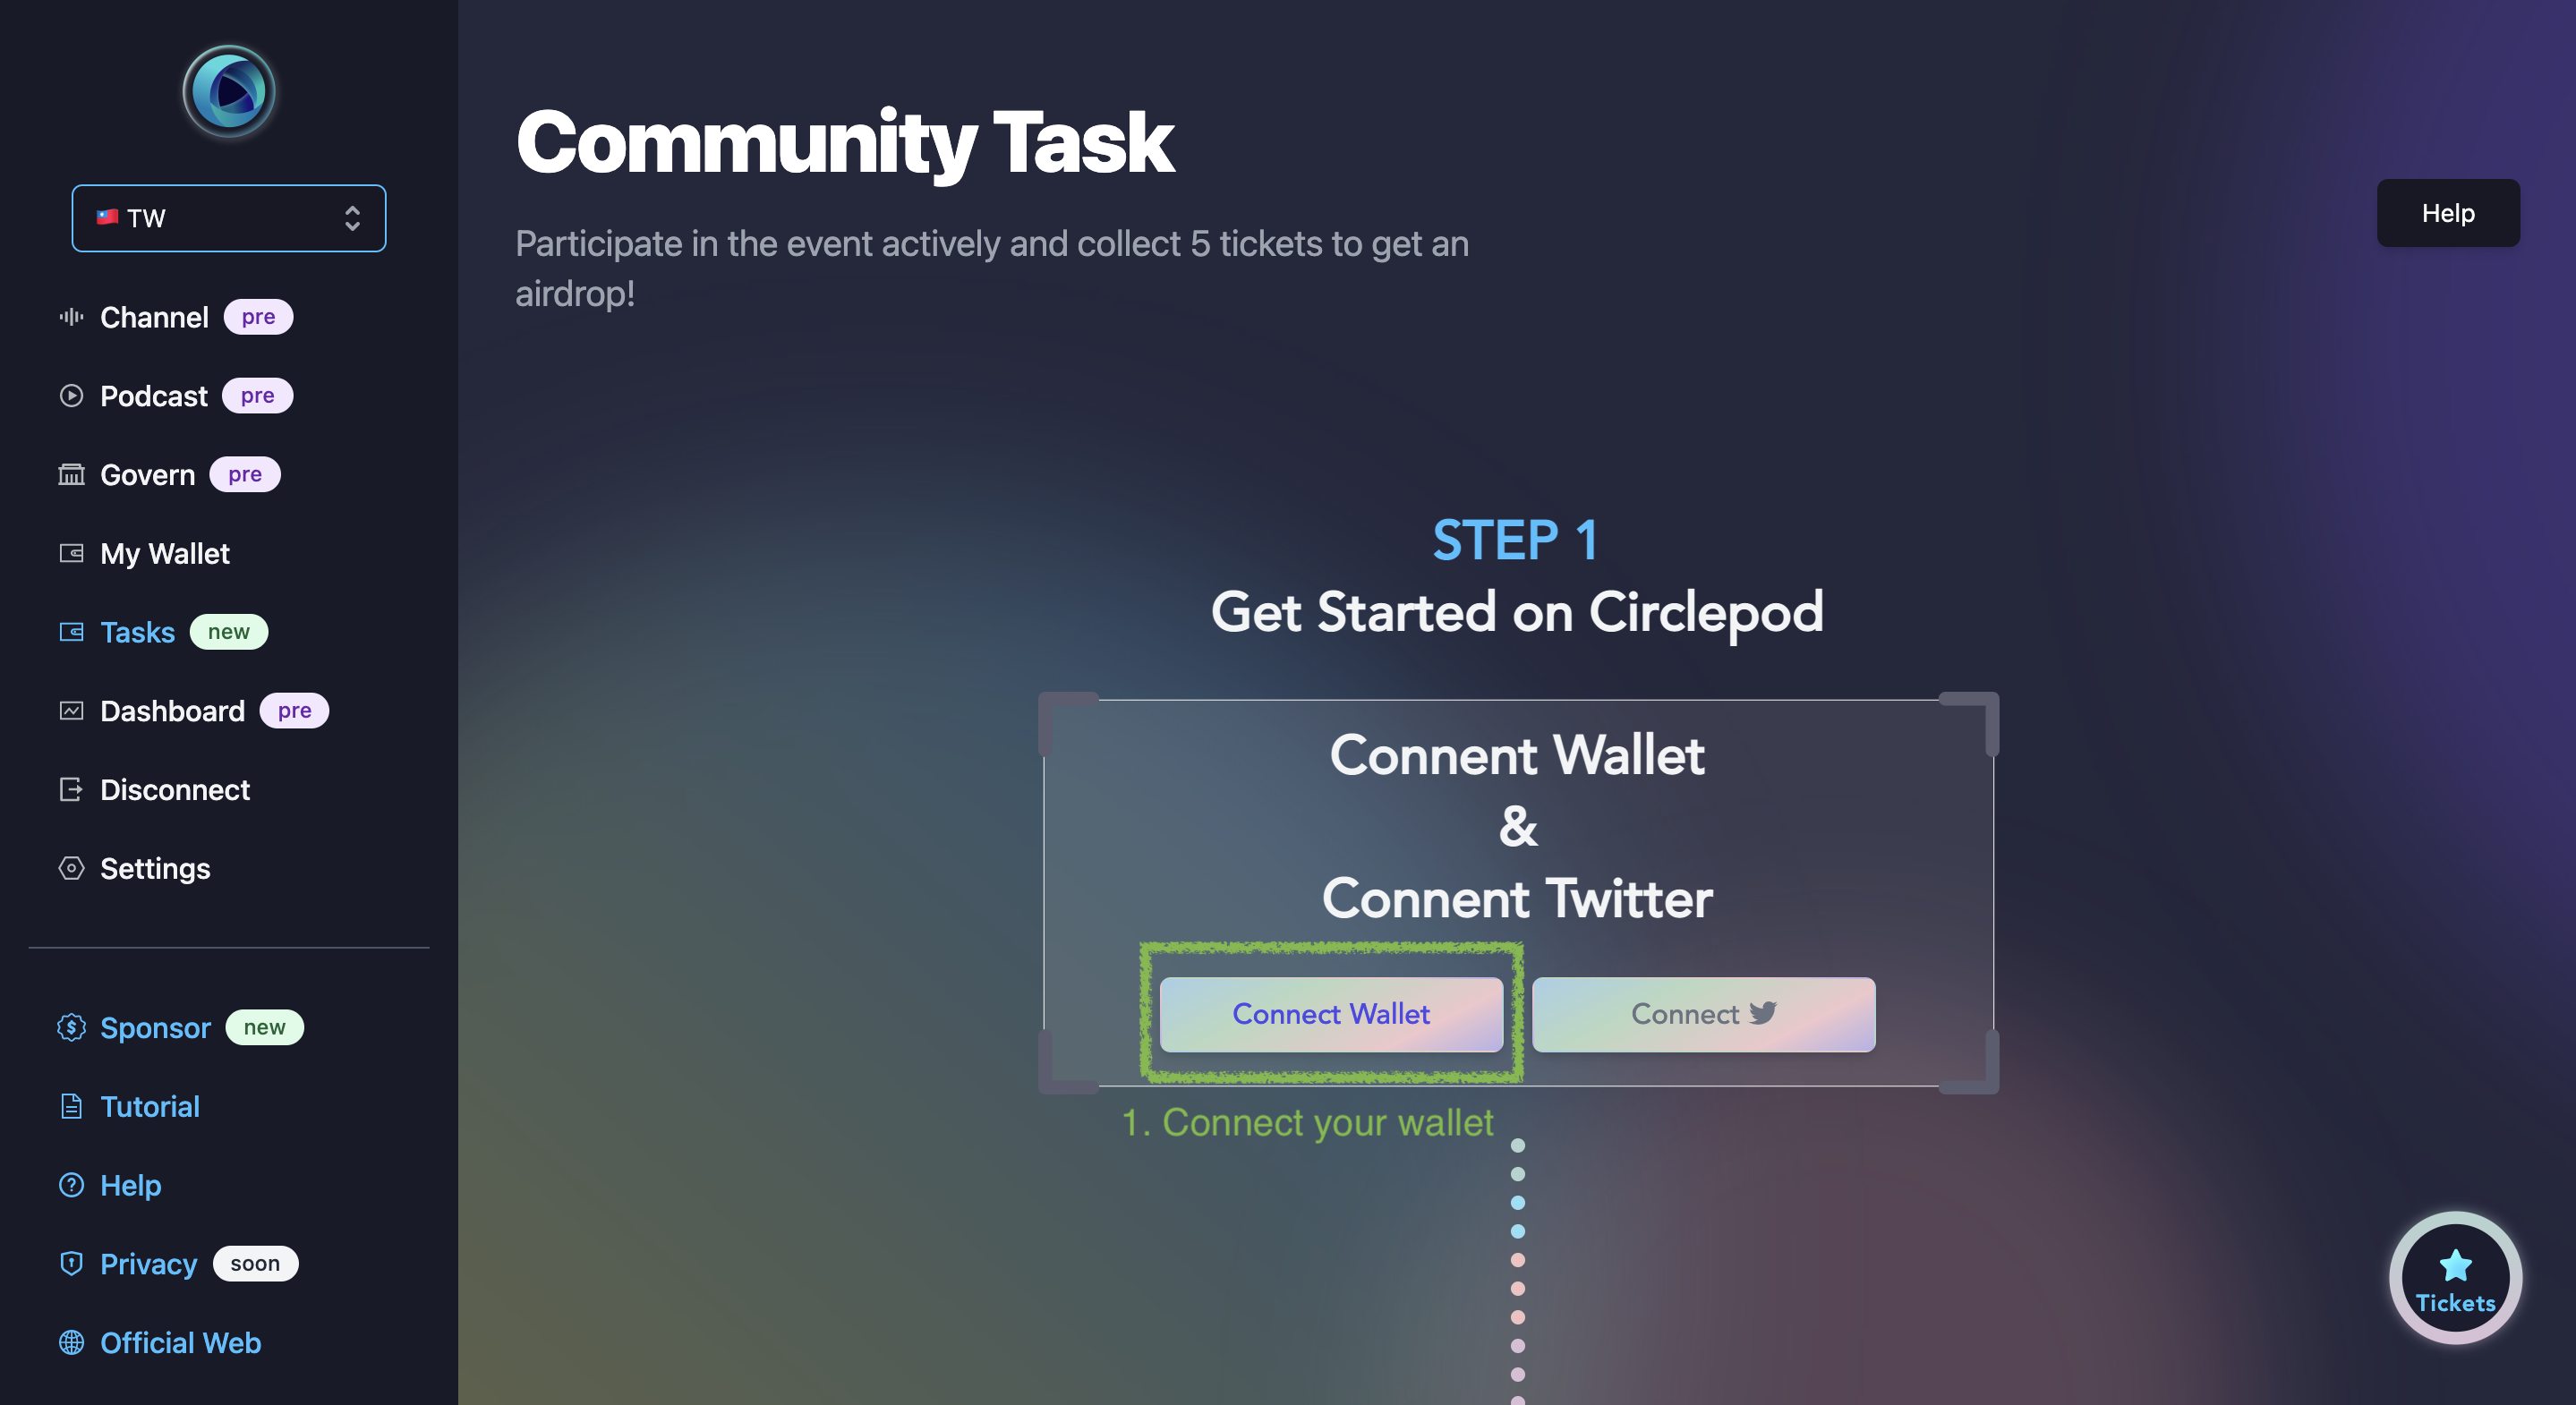 TW
Channel pre
Podcast pre
Govern pre
My Wallet
Tasks new
Dashboard pre
Disconnect
Settings
Sponsor new
Tutorial
Help
Privacy soon
Official Web
Community Task
Participate in the event actively and collect 5 tickets to get an
airdrop!
Help
STEP 1
Get Started on Circlepod
Connent Wallet
&
Connent Twitter
Connect Wallet
Connect
1. Connect your wallet
Tickets